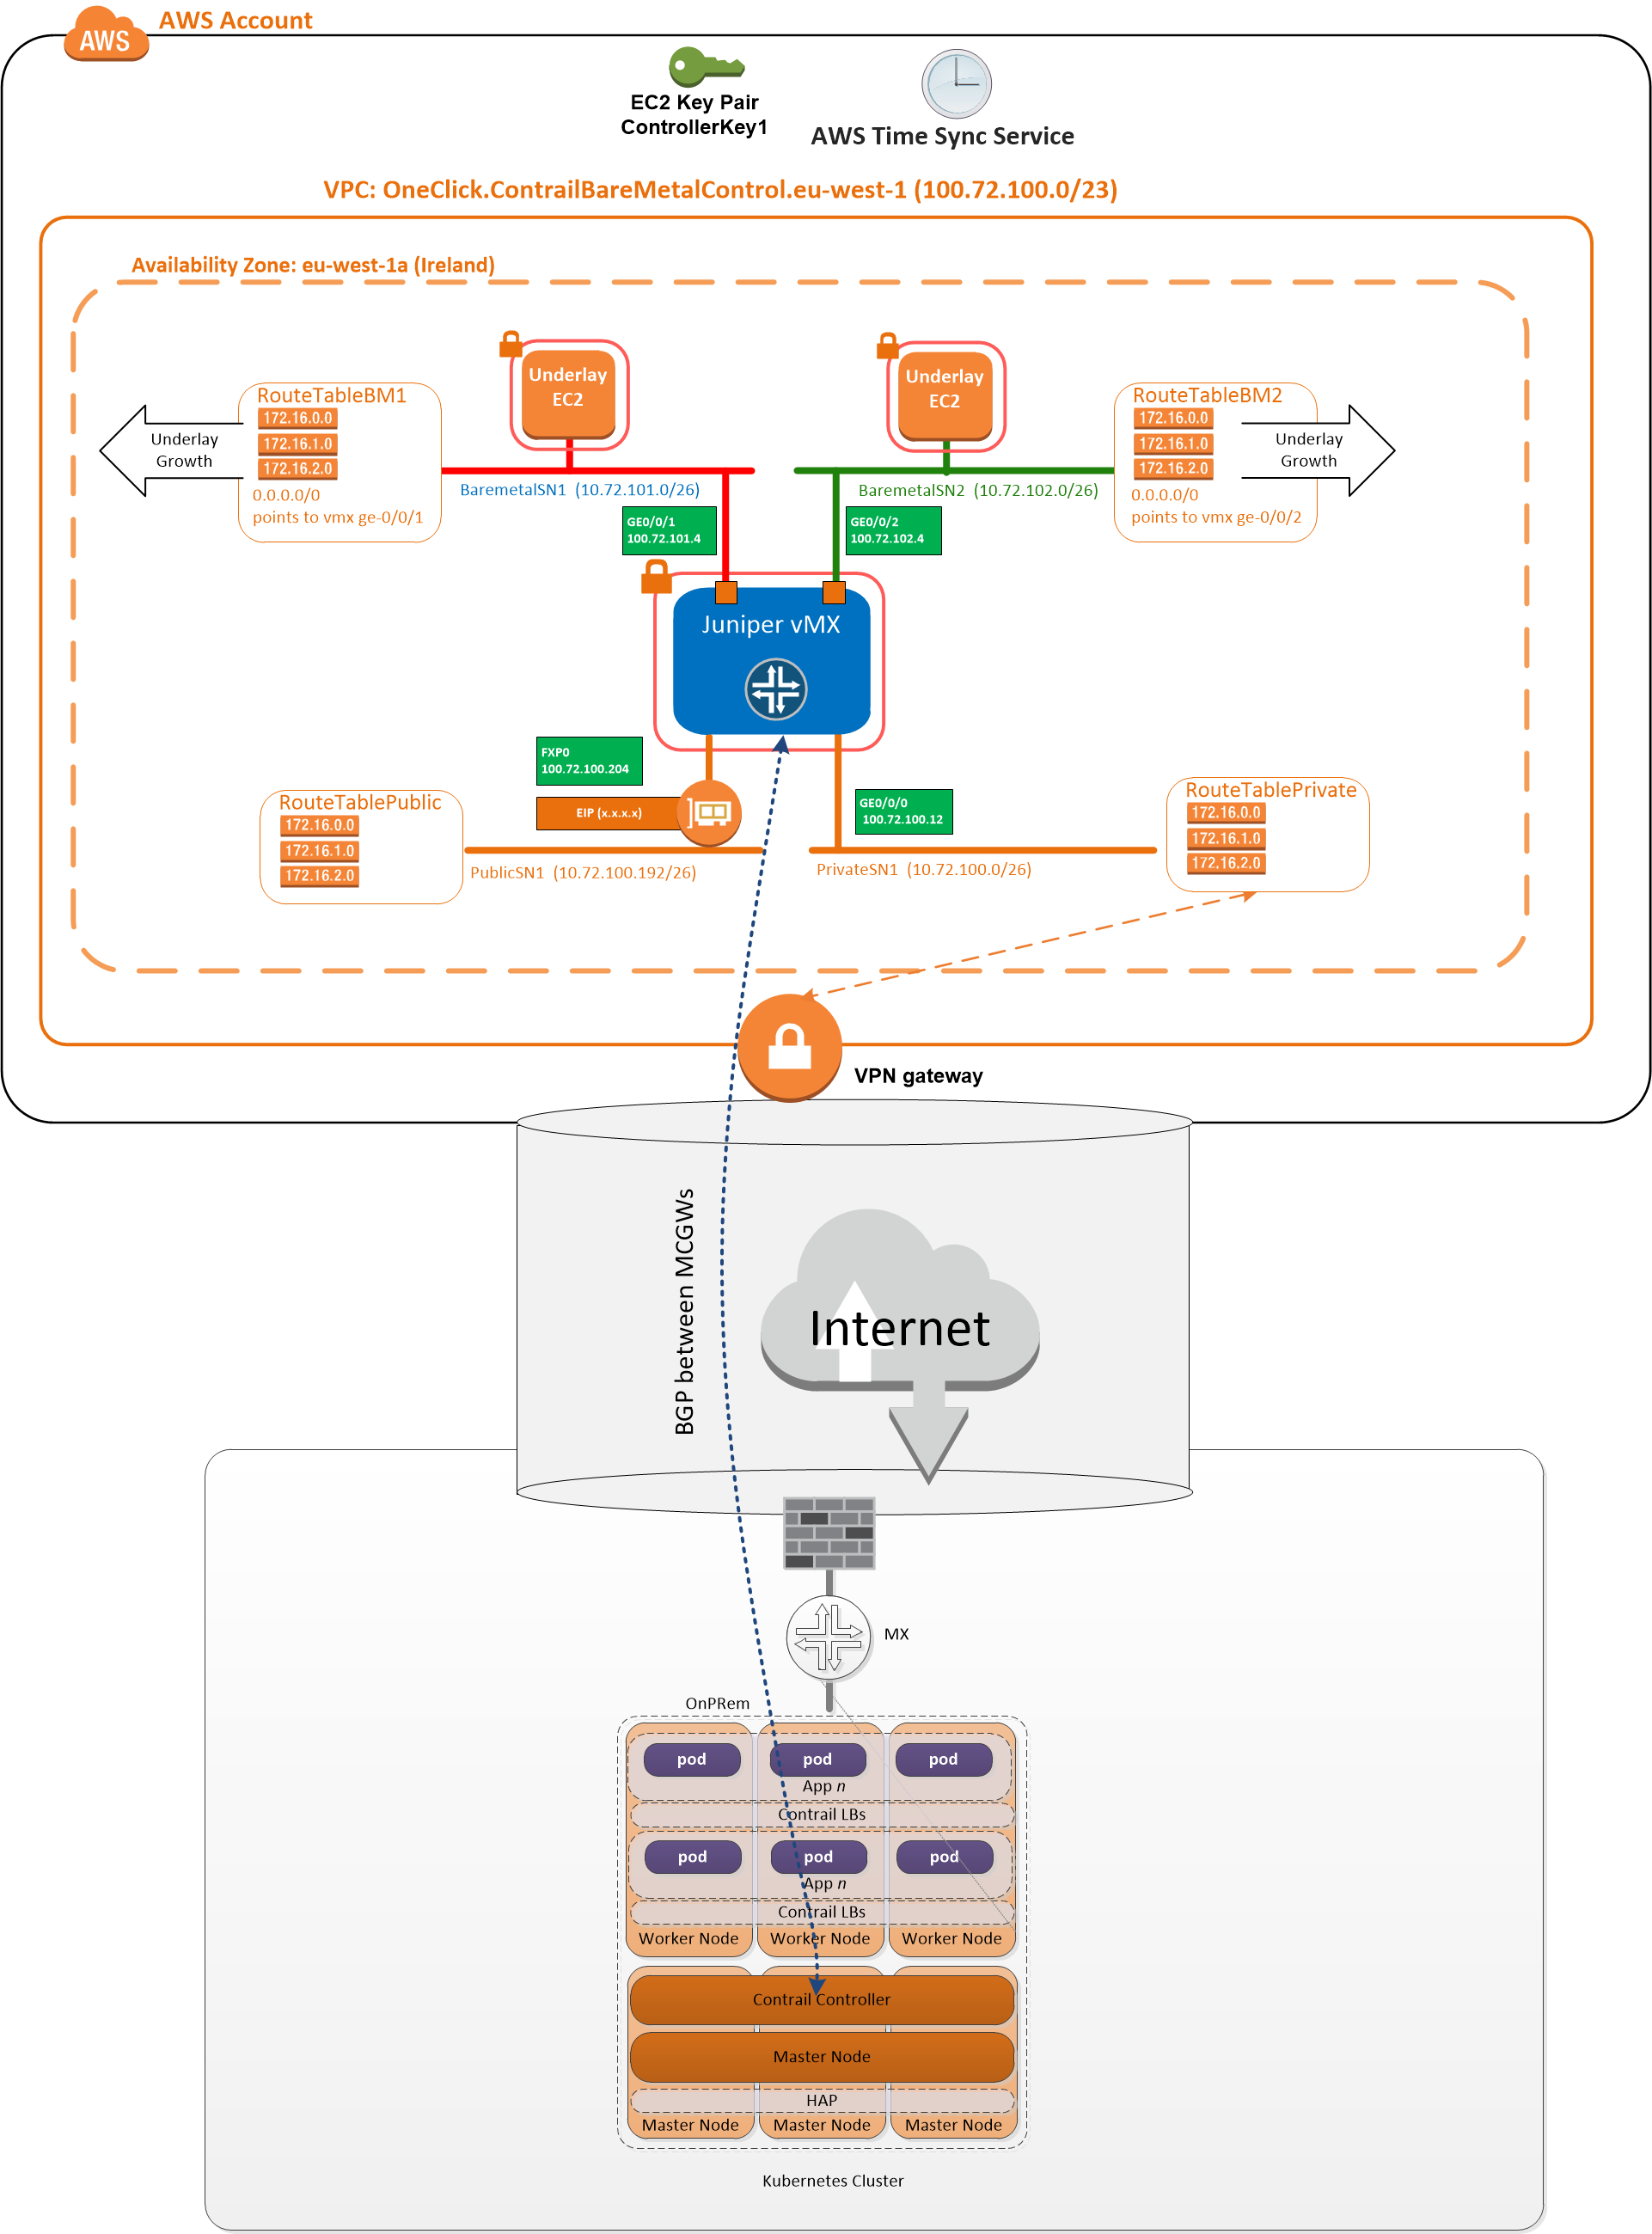 AWS Account
AWS
EC2 Key Pair
ControllerKey1
AWS Time Sync Service
VPC: OneClick.ContrailBareMetalControl.eu-west-1 (100.72.100.0/23)
Availability Zone: eu-west-1a (Ireland)
Underlay
EC2
Underlay
EC2
RouteTableBM1
172.16.0.0
172.16.1.0
172.16.2.0
0.0.0.0/0
points to vmx ge-0/0/1
Underlay
Growth
RouteTableBM2
172.16.0.0
172.16.1.0
172.16.2.0
0.0.0.0/0
points to vmx ge-0/0/2
Underlay
Growth
BaremetalSN1 (10.72.101.0/26)
BaremetalSN2 (10.72.102.0/26)
GE0/0/1
100.72.101.4
GE0/0/2
100.72.102.4
Juniper vMX
FXP0
100.72.100.204
EIP (x.x.x.x)
GE0/0/0
100.72.100.12
RouteTablePublic
172.16.0.0
172.16.1.0
172.16.2.0
RouteTablePrivate
172.16.0.0
172.16.1.0
172.16.2.0
PublicSN1 (10.72.100.192/26)
PrivateSN1 (10.72.100.0/26)
VPN gateway
BGP between MCGWs
Internet
MX
OnPRem
pod
pod
pod
App n
Contrail LBs
pod
pod
pod
App n
Contrail LBs
Worker Node
Worker Node
Worker Node
Contrail Controller
Master Node
HAP
Master Node
Master Node
Master Node
Kubernetes Cluster